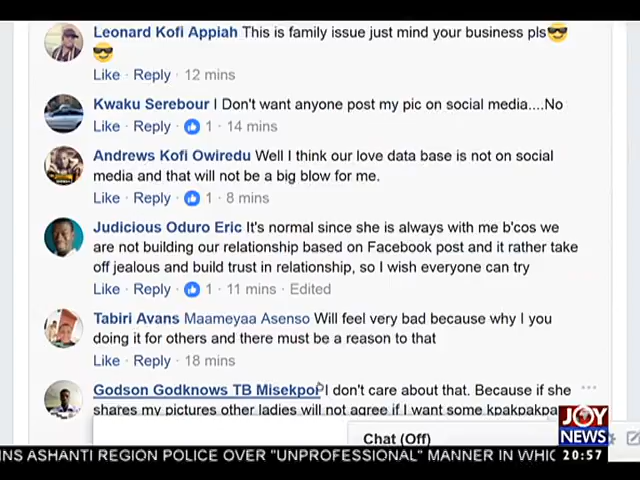 Leonard Kofi Appiah This is family issue just mind your business pls😎
😎
Like · Reply · 12 mins
Kwaku Serebour I Don't want anyone post my pic on social media....No
Like · Reply · 1 · 14 mins
Andrews Kofi Owiredu Well I think our love data base is not on social
media and that will not be a big blow for me.
Like · Reply · 1 · 8 mins
Judicious Oduro Eric It's normal since she is always with me b'cos we
are not building our relationship based on Facebook post and it rather take
off jealous and build trust in relationship, so I wish everyone can try
Like · Reply · 1 · 11 mins · Edited
Tabiri Avans Maameyaa Asenso Will feel very bad because why I you
doing it for others and there must be a reason to that
Like · Reply · 18 mins
Godson Godknows TB Misekpor I don't care about that. Because if she
shares my pictures other ladies will not agree if I want some kpakpakpa
Chat (Off)
JOY
NEWS
NS ASHANTI REGION POLICE OVER "UNPROFESSIONAL" MANNER IN WHIC
20:57